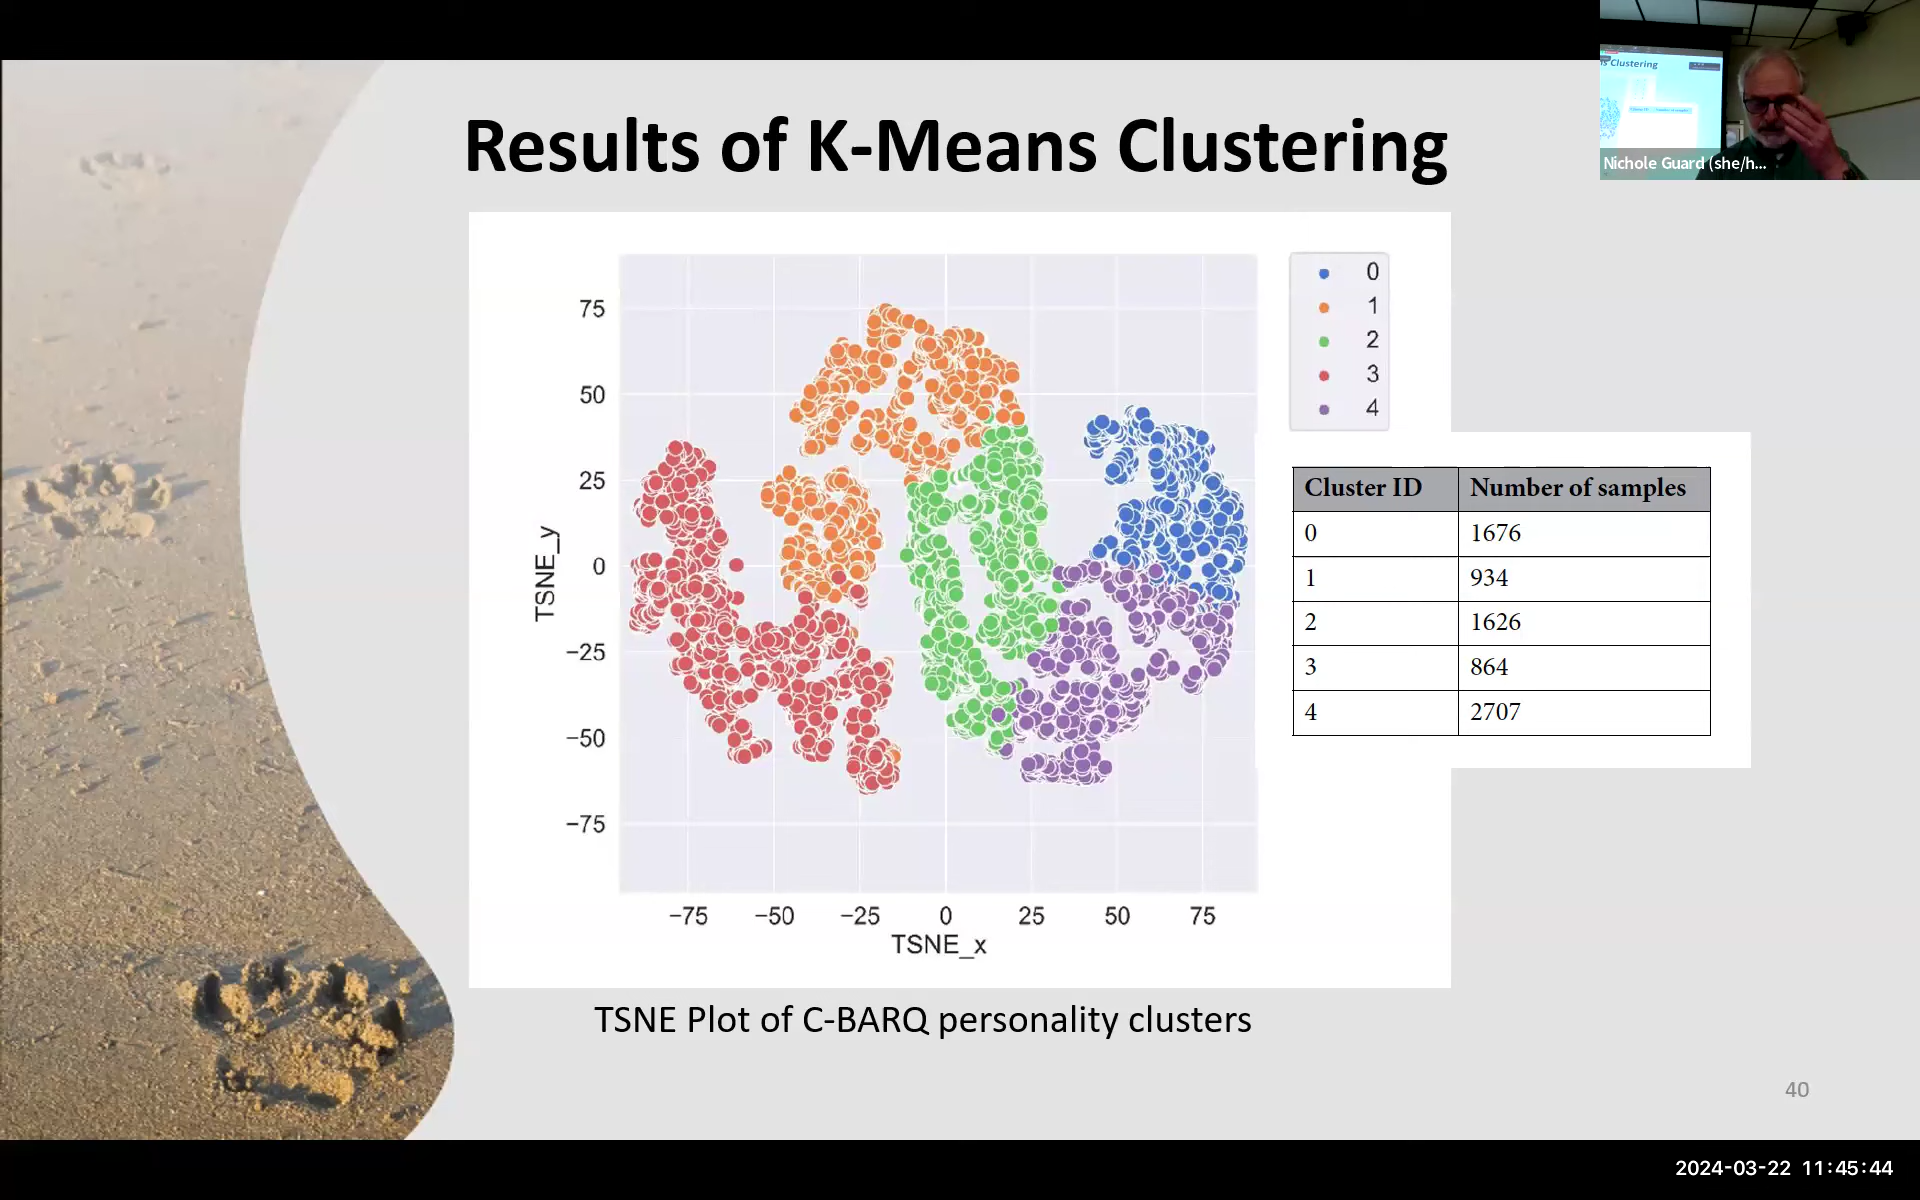 Results of K-Means Clustering
s Clustering
Nichole Guard (she/h...
0
1
2
3
4
75
50
25
0
−25
−50
−75
TSNE_y
−75 −50 −25 0 25 50 75
TSNE_x
Cluster ID Number of samples
0 1676
1 934
2 1626
3 864
4 2707
TSNE Plot of C-BARQ personality clusters
40
2024-03-22 11:45:44